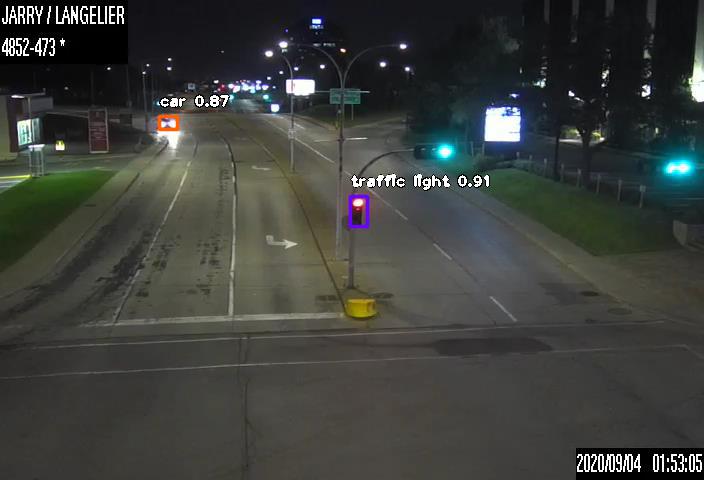 JARRY / LANGELIER
4852-473 *
car 0.87
traffic light 0.91
2020/09/04 01:53:05